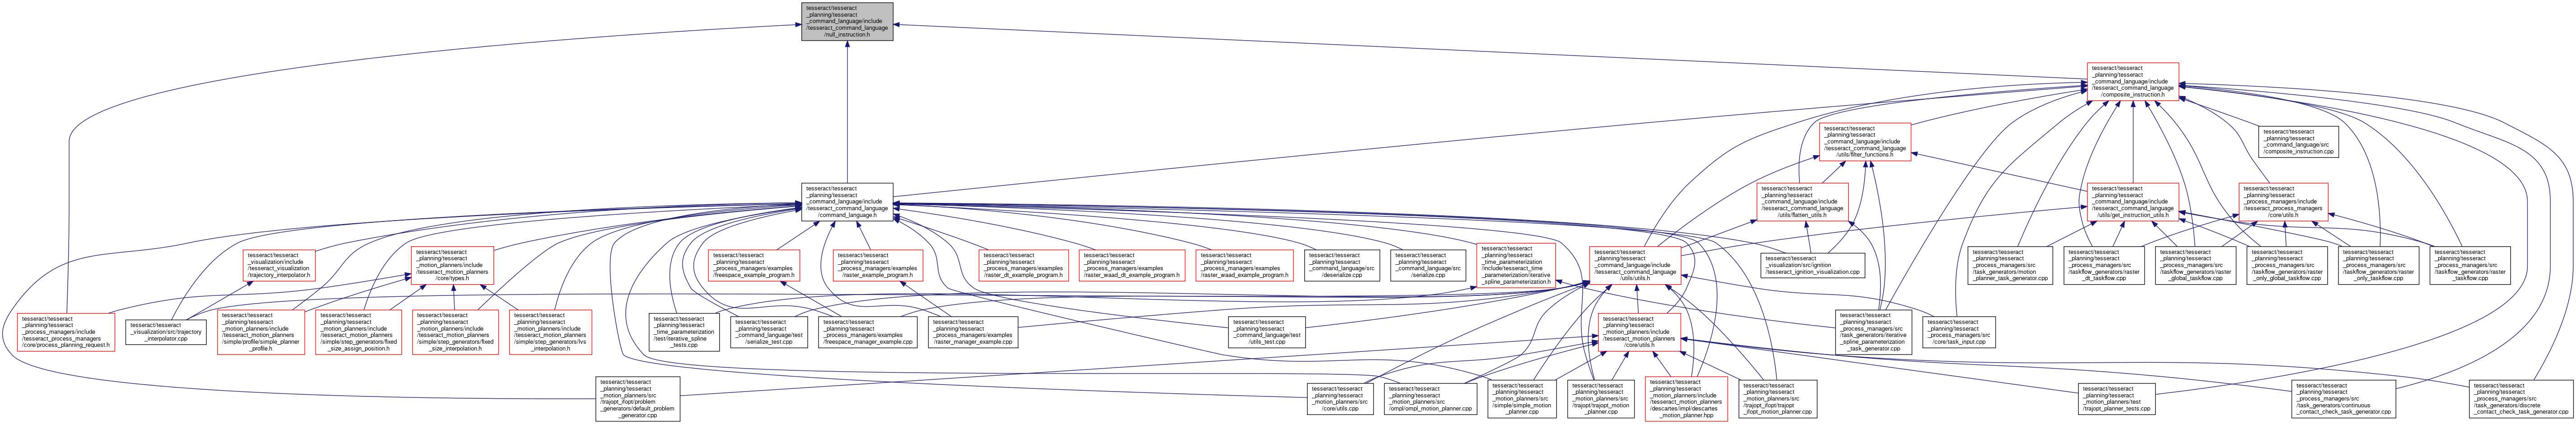 tesseract/tesseract
_planning/tesseract
_command_language/include
/tesseract_command_language
/null_instruction.h
tesseract/tesseract
_planning/tesseract
_command_language/include
/tesseract_command_language
/composite_instruction.h
tesseract/tesseract
_planning/tesseract
_command_language/include
/tesseract_command_language
/utils/filter_functions.h
tesseract/tesseract
_planning/tesseract
_command_language/src
/composite_instruction.cpp
tesseract/tesseract
_planning/tesseract
_command_language/include
/tesseract_command_language
/command_language.h
tesseract/tesseract
_planning/tesseract
_command_language/include
/tesseract_command_language
/utils/flatten_utils.h
tesseract/tesseract
_planning/tesseract
_command_language/include
/tesseract_command_language
/utils/get_instruction_utils.h
tesseract/tesseract
_planning/tesseract
_process_managers/include
/tesseract_process_managers
/core/utils.h
tesseract/tesseract
_visualization/include
/tesseract_visualization
/trajectory_interpolator.h
tesseract/tesseract
_planning/tesseract
_motion_planners/include
/tesseract_motion_planners
/core/types.h
tesseract/tesseract
_planning/tesseract
_process_managers/examples
/freespace_example_program.h
tesseract/tesseract
_planning/tesseract
_process_managers/examples
/raster_example_program.h
tesseract/tesseract
_planning/tesseract
_process_managers/examples
/raster_dt_example_program.h
tesseract/tesseract
_planning/tesseract
_process_managers/examples
/raster_waad_dt_example_program.h
tesseract/tesseract
_planning/tesseract
_process_managers/examples
/raster_waad_example_program.h
tesseract/tesseract
_planning/tesseract
_command_language/src
/deserialize.cpp
tesseract/tesseract
_planning/tesseract
_command_language/src
/serialize.cpp
tesseract/tesseract
_planning/tesseract
_time_parameterization
/include/tesseract_time
_parameterization/iterative
_spline_parameterization.h
tesseract/tesseract
_planning/tesseract
_command_language/include
/tesseract_command_language
/utils/utils.h
tesseract/tesseract
_visualization/src/ignition
/tesseract_ignition_visualization.cpp
tesseract/tesseract
_planning/tesseract
_process_managers/src
/task_generators/motion
_planner_task_generator.cpp
tesseract/tesseract
_planning/tesseract
_process_managers/src
/taskflow_generators/raster
_dt_taskflow.cpp
tesseract/tesseract
_planning/tesseract
_process_managers/src
/taskflow_generators/raster
_global_taskflow.cpp
tesseract/tesseract
_planning/tesseract
_process_managers/src
/taskflow_generators/raster
_only_global_taskflow.cpp
tesseract/tesseract
_planning/tesseract
_process_managers/src
/taskflow_generators/raster
_only_taskflow.cpp
tesseract/tesseract
_planning/tesseract
_process_managers/src
/taskflow_generators/raster
_taskflow.cpp
tesseract/tesseract
_planning/tesseract
_process_managers/include
/tesseract_process_managers
/core/process_planning_request.h
tesseract/tesseract
_visualization/src/trajectory
_interpolator.cpp
tesseract/tesseract
_planning/tesseract
_motion_planners/include
/tesseract_motion_planners
/simple/profile/simple_planner
_profile.h
tesseract/tesseract
_planning/tesseract
_motion_planners/include
/tesseract_motion_planners
/simple/step_generators/fixed
_size_assign_position.h
tesseract/tesseract
_planning/tesseract
_motion_planners/include
/tesseract_motion_planners
/simple/step_generators/fixed
_size_interpolation.h
tesseract/tesseract
_planning/tesseract
_motion_planners/include
/tesseract_motion_planners
/simple/step_generators/lvs
_interpolation.h
tesseract/tesseract
_planning/tesseract
_time_parameterization
/test/iterative_spline
_tests.cpp
tesseract/tesseract
_planning/tesseract
_command_language/test
/serialize_test.cpp
tesseract/tesseract
_planning/tesseract
_process_managers/examples
/freespace_manager_example.cpp
tesseract/tesseract
_planning/tesseract
_process_managers/examples
/raster_manager_example.cpp
tesseract/tesseract
_planning/tesseract
_command_language/test
/utils_test.cpp
tesseract/tesseract
_planning/tesseract
_motion_planners/include
/tesseract_motion_planners
/core/utils.h
tesseract/tesseract
_planning/tesseract
_process_managers/src
/task_generators/iterative
_spline_parameterization
_task_generator.cpp
tesseract/tesseract
_planning/tesseract
_process_managers/src
/core/task_input.cpp
tesseract/tesseract
_planning/tesseract
_motion_planners/src
/trajopt_ifopt/problem
_generators/default_problem
_generator.cpp
tesseract/tesseract
_planning/tesseract
_motion_planners/src
/core/utils.cpp
tesseract/tesseract
_planning/tesseract
_motion_planners/src
/ompl/ompl_motion_planner.cpp
tesseract/tesseract
_planning/tesseract
_motion_planners/src
/simple/simple_motion
_planner.cpp
tesseract/tesseract
_planning/tesseract
_motion_planners/src
/trajopt/trajopt_motion
_planner.cpp
tesseract/tesseract
_planning/tesseract
_motion_planners/include
/tesseract_motion_planners
/descartes/impl/descartes
_motion_planner.hpp
tesseract/tesseract
_planning/tesseract
_motion_planners/src
/trajopt_ifopt/trajopt
_ifopt_motion_planner.cpp
tesseract/tesseract
_planning/tesseract
_motion_planners/test
/trajopt_planner_tests.cpp
tesseract/tesseract
_planning/tesseract
_process_managers/src
/task_generators/continuous
_contact_check_task_generator.cpp
tesseract/tesseract
_planning/tesseract
_process_managers/src
/task_generators/discrete
_contact_check_task_generator.cpp